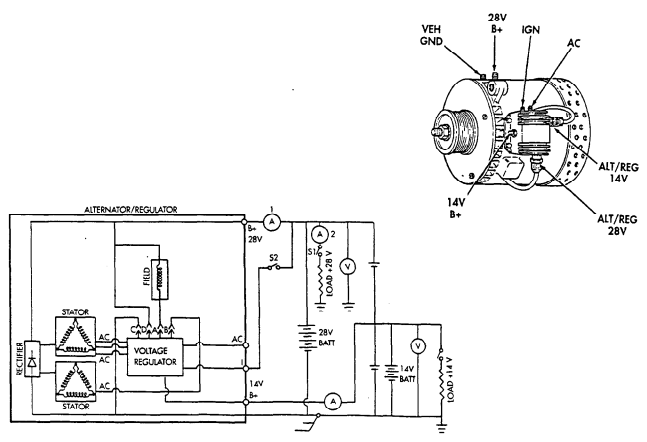 28V
B+
VEH
GND
IGN
AC
ALT/REG
14V
14V
B+
ALT/REG
28V
ALTERNATOR/REGULATOR
1
A
B+
28V
A
2
S1
LOAD +28 V
V
S2
FIELD
STATOR
C D A B
AC
AC
RECTIFIER
VOLTAGE
REGULATOR
AC
I
28V
BATT
V
14V
BATT
LOAD +14 V
AC
STATOR
14V
B+
A